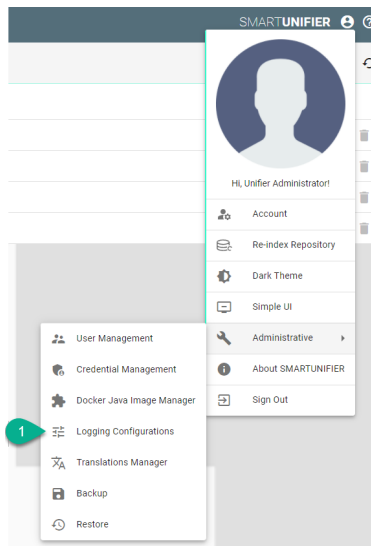 SMARTUNIFIER
Hi, Unifier Administrator!
Account
Re-index Repository
Dark Theme
Simple UI
Administrative
About SMARTUNIFIER
Sign Out
User Management
Credential Management
Docker Java Image Manager
1 Logging Configurations
Translations Manager
Backup
Restore